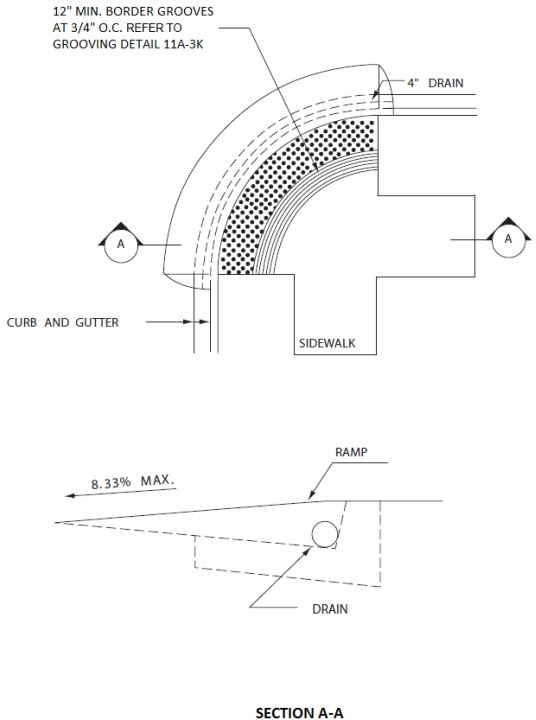 12" MIN. BORDER GROOVES
AT 3/4" O.C. REFER TO
GROOVING DETAIL 11A-3K
4" DRAIN
A
A
CURB AND GUTTER
SIDEWALK
RAMP
8.33% MAX.
DRAIN
SECTION A-A